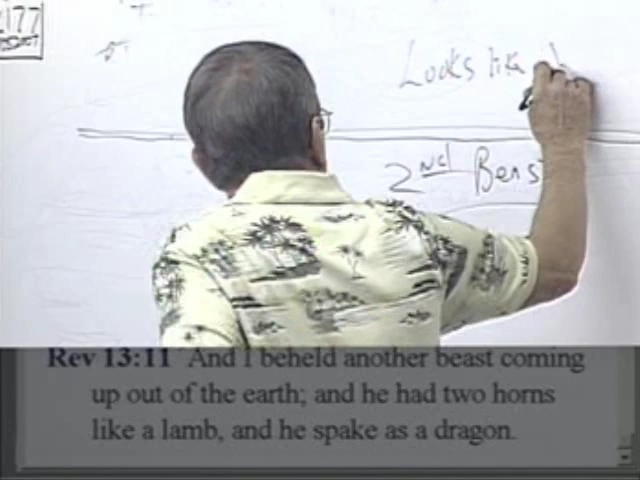 2177
Looks like
2nd Beast
Rev 13:11 And I beheld another beast coming
up out of the earth; and he had two horns
like a lamb, and he spake as a dragon.